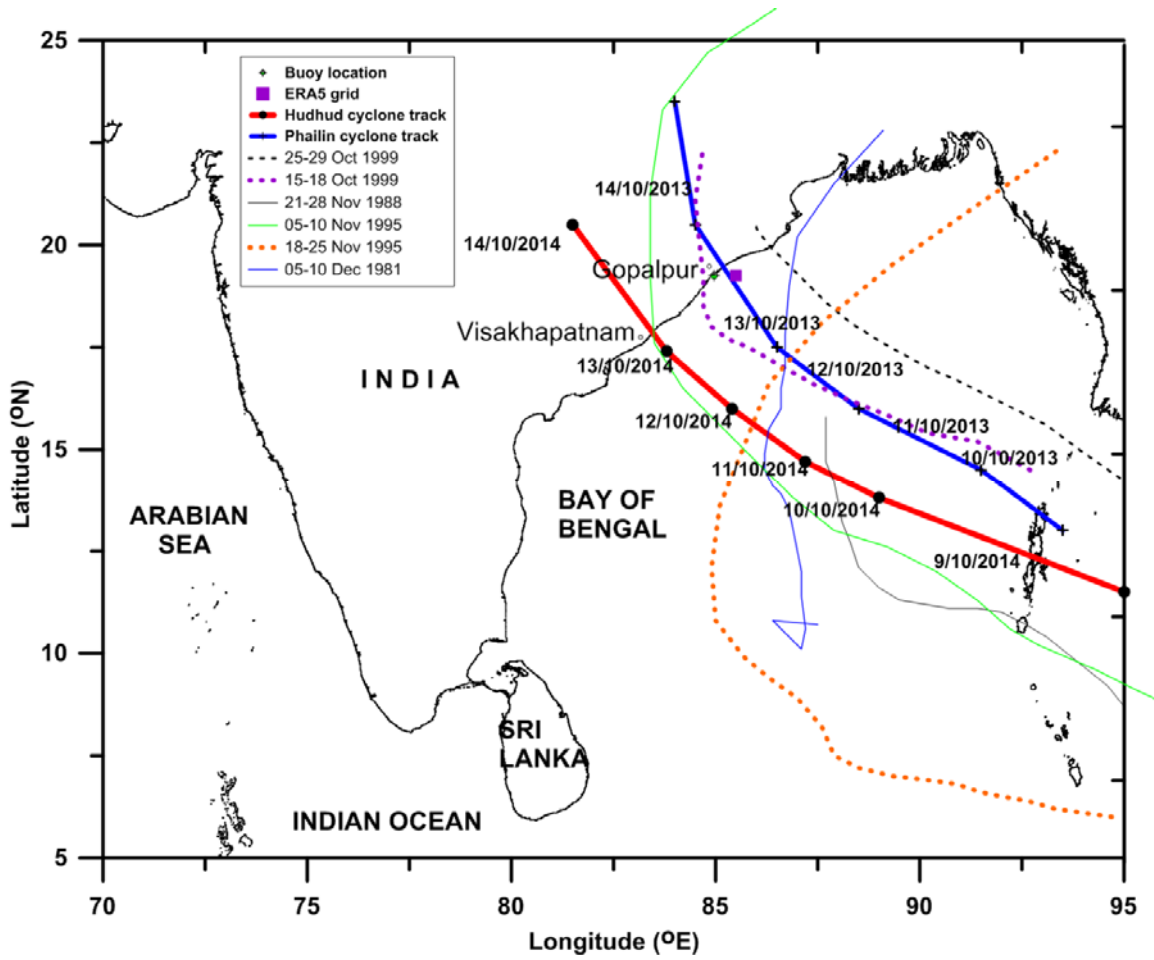 25
20
15
10
5
Latitude (ºN)
Buoy location
ERA5 grid
Hudhud cyclone track
Phailin cyclone track
25-29 Oct 1999
15-18 Oct 1999
21-28 Nov 1988
05-10 Nov 1995
18-25 Nov 1995
05-10 Dec 1981
14/10/2013
14/10/2014
Gopalpur
13/10/2013
Visakhapatnam
13/10/2014
12/10/2013
INDIA
12/10/2014
11/10/2013
10/10/2013
11/10/2014
10/10/2014
9/10/2014
BAY OF
BENGAL
ARABIAN
SEA
SRI
LANKA
INDIAN OCEAN
70
75
80
85
90
95
Longitude (ºE)